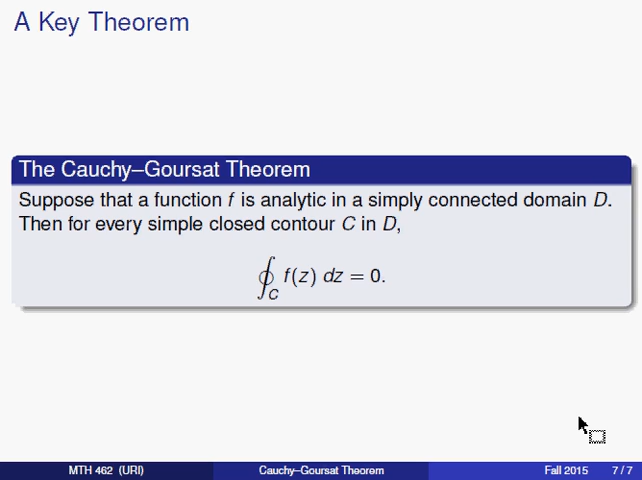 A Key Theorem
The Cauchy–Goursat Theorem
Suppose that a function f is analytic in a simply connected domain D.
Then for every simple closed contour C in D,
∮_C f(z) dz = 0.
MTH 462 (URI) Cauchy–Goursat Theorem Fall 2015 7 / 7